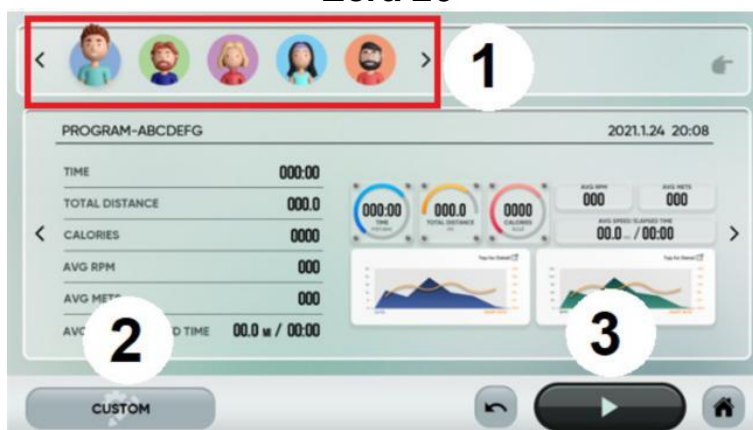 1
PROGRAM-ABCDEFG
2021.1.24 20:08
TIME 000:00
TOTAL DISTANCE 000.0
CALORIES 0000
AVG RPM 000
AVG METS 000
AVG D TIME 00.0 M / 00:00
000:00
TIME
000.0
TOTAL DISTANCE
0000
CALORIES
AVG RPM
000
AVG METS
000
AVG SPEED / ELAPSED TIME
00.0 / 00:00
Tap for Detail
Tap for Detail
2
3
CUSTOM